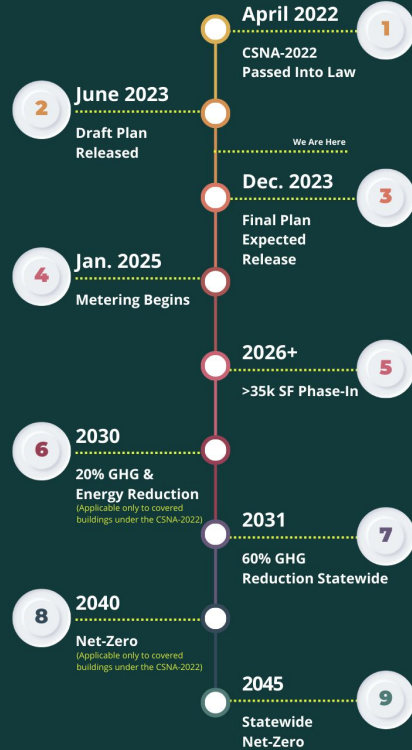 April 2022
1
CSNA-2022
Passed Into Law
2
June 2023
Draft Plan
Released
We Are Here
Dec. 2023
3
Final Plan
Expected
Release
4
Jan. 2025
Metering Begins
2026+
5
>35k SF Phase-In
6
2030
20% GHG &
Energy Reduction
(Applicable only to covered
buildings under the CSNA-2022)
2031
7
60% GHG
Reduction Statewide
8
2040
Net-Zero
(Applicable only to covered
buildings under the CSNA-2022)
2045
9
Statewide
Net-Zero